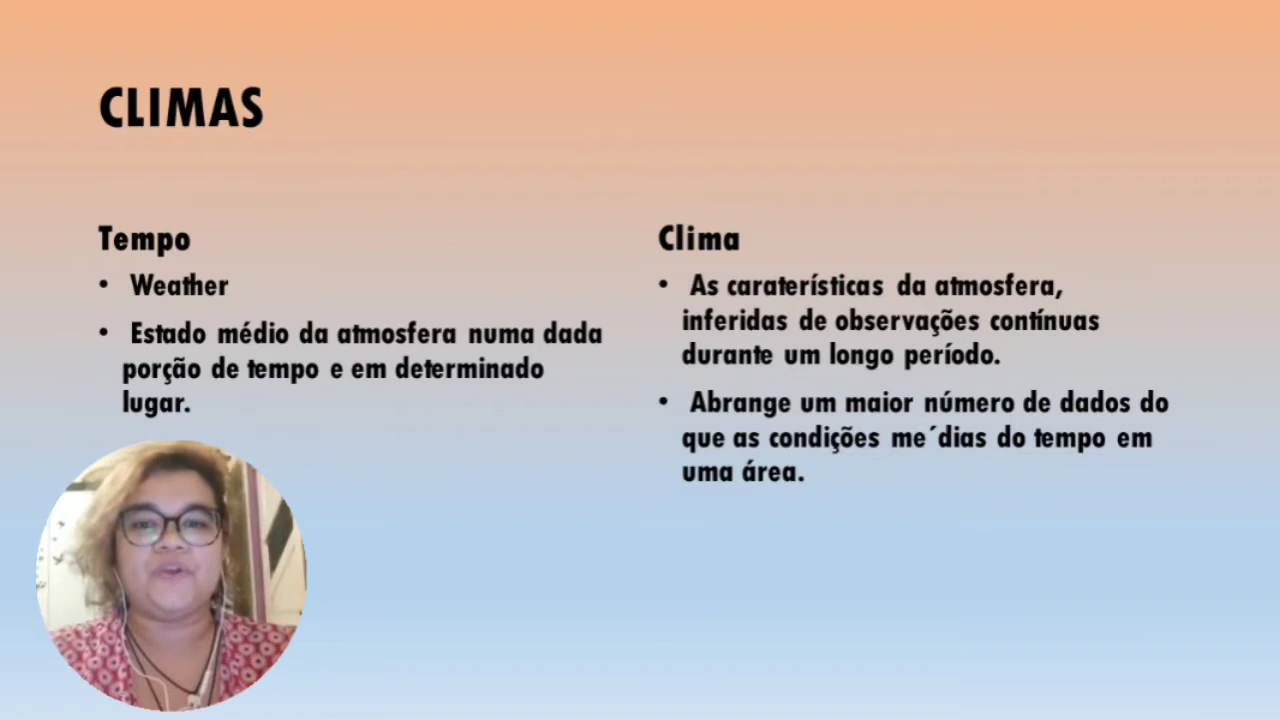 CLIMAS
Tempo
• Weather
• Estado médio da atmosfera numa dada
porção de tempo e em determinado
lugar.
Clima
• As caraterísticas da atmosfera,
inferidas de observações contínuas
durante um longo período.
• Abrange um maior número de dados do
que as condições me´dias do tempo em
uma área.